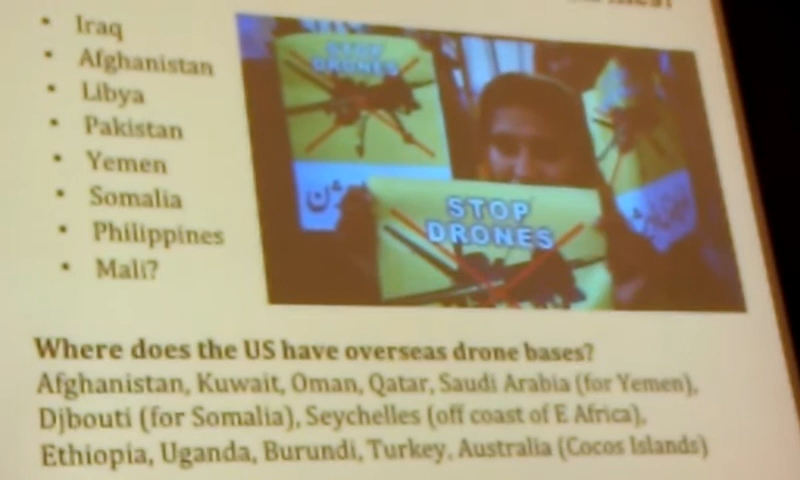 • Iraq
• Afghanistan
• Libya
• Pakistan
• Yemen
• Somalia
• Philippines
• Mali?
STOP
DRONES
STOP
DRONES
Where does the US have overseas drone bases?
Afghanistan, Kuwait, Oman, Qatar, Saudi Arabia (for Yemen),
Djbouti (for Somalia), Seychelles (off coast of E Africa),
Ethiopia, Uganda, Burundi, Turkey, Australia (Cocos Islands)